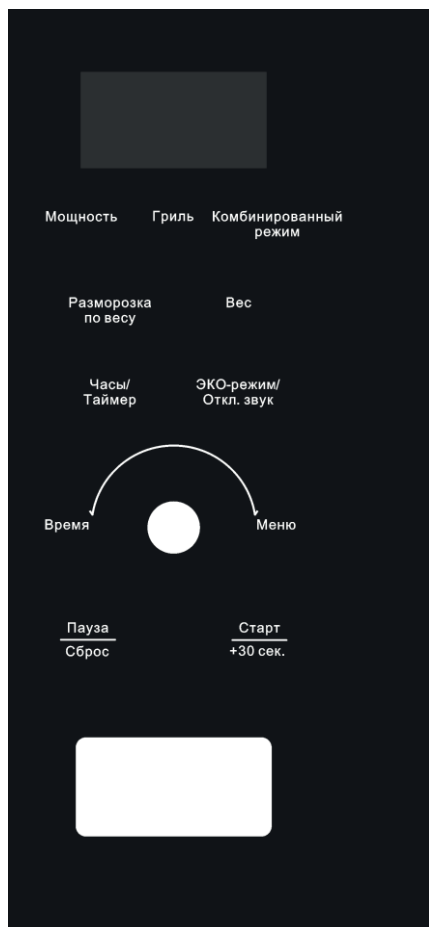 Мощность Гриль Комбинированный
режим
Разморозка Вес
по весу
Часы/ ЭКО-режим/
Таймер Откл. звук
Время Меню
Пауза Старт
Сброс +30 сек.